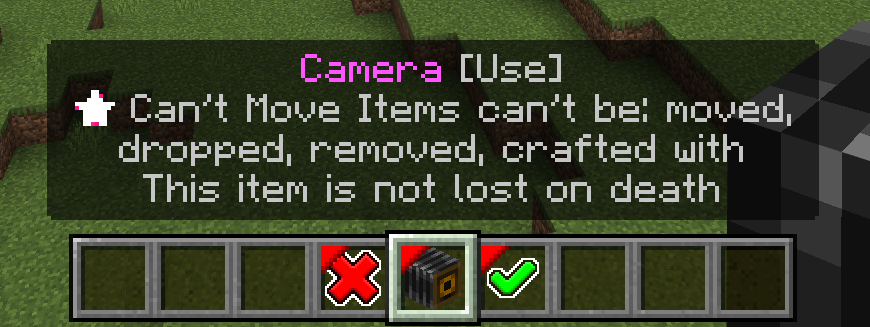 Camera [Use]
Can't Move Items can't be: moved,
dropped, removed, crafted with
This item is not lost on death